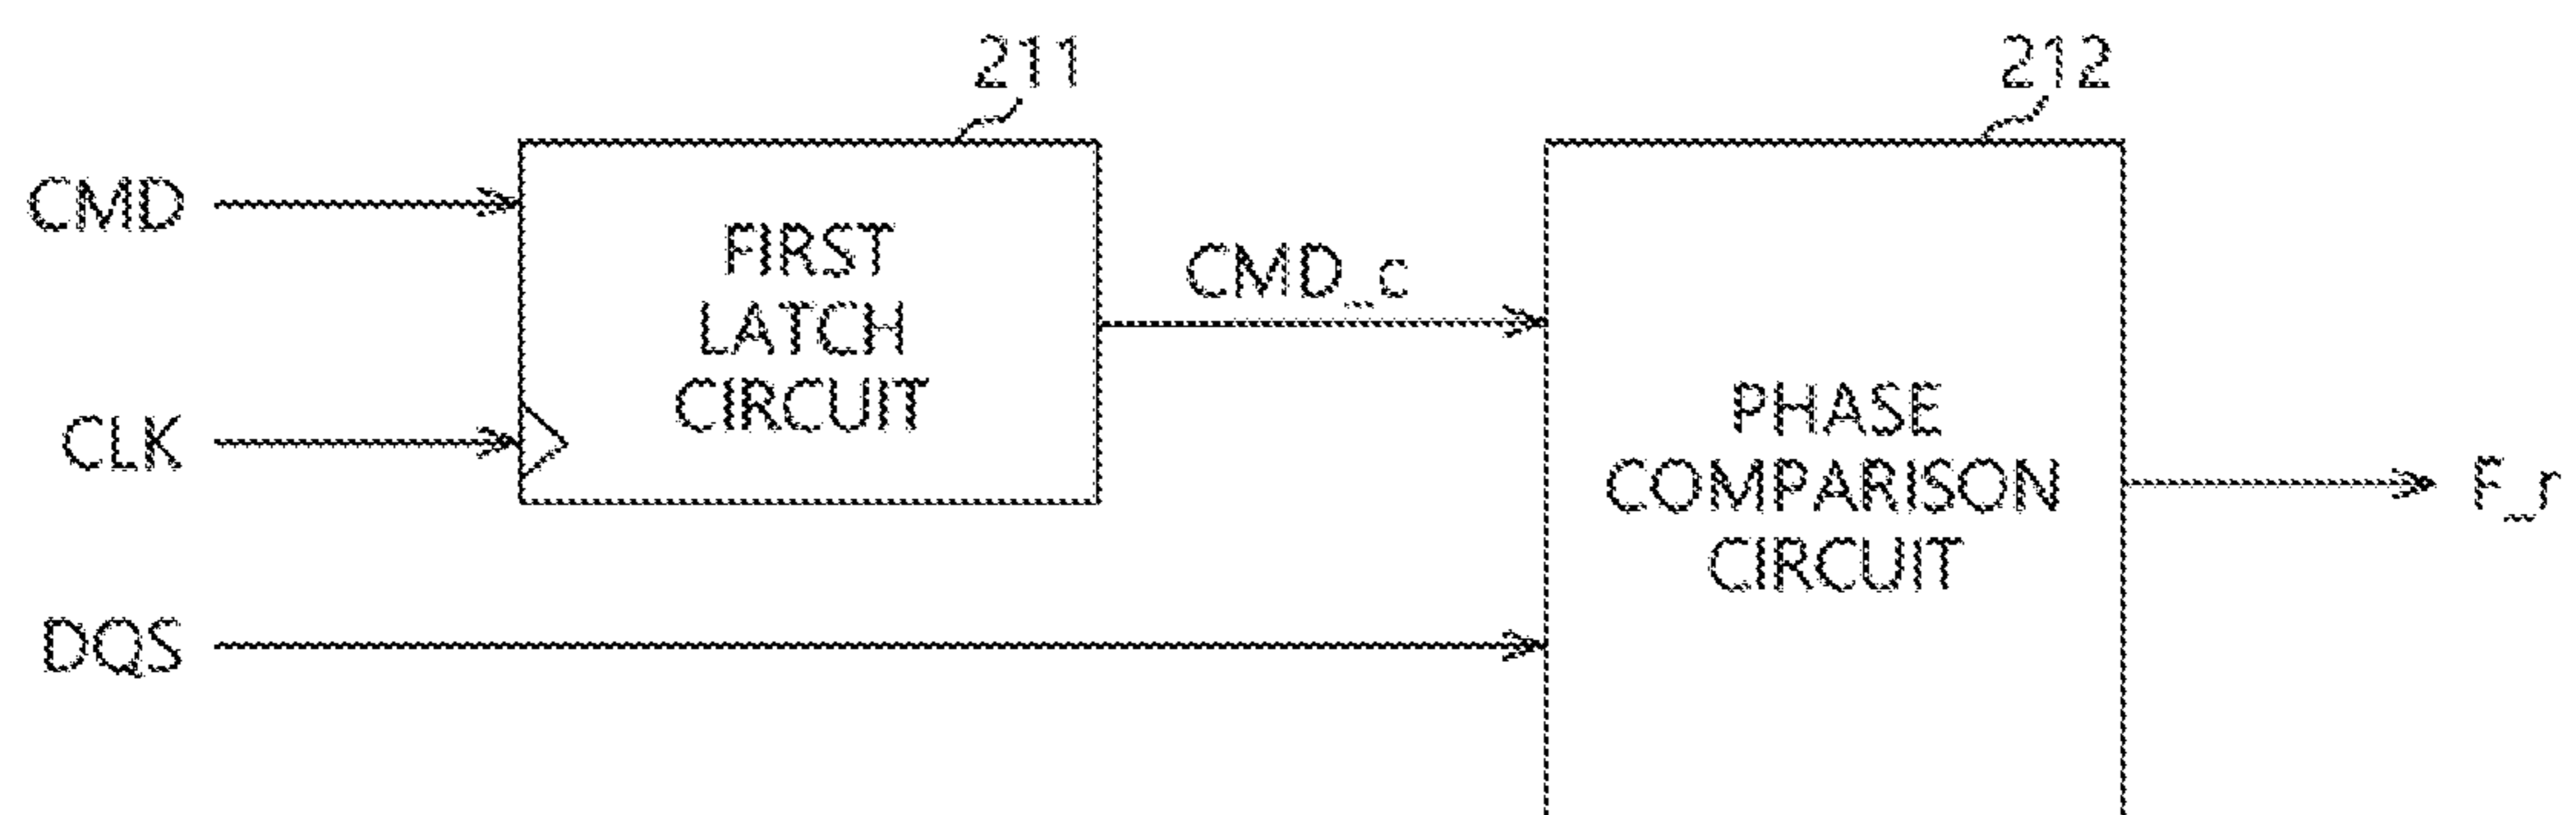 211
212
CMD
FIRST
LATCH
CIRCUIT
CMD_c
CLK
PHASE
COMPARISON
CIRCUIT
F_r
DQS